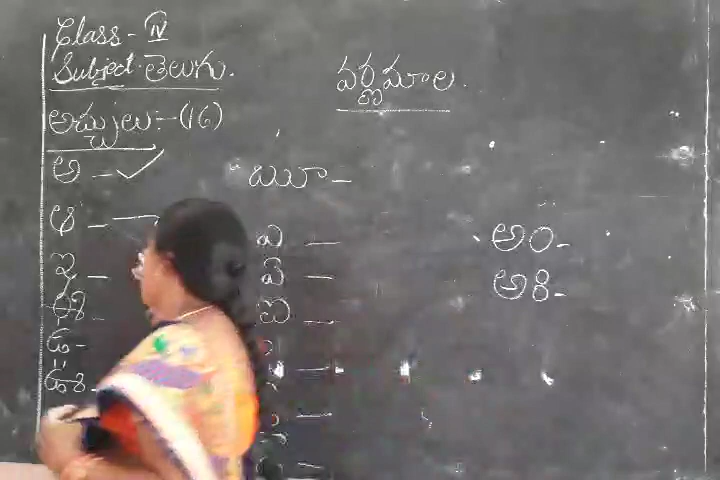 Class - IV
Subject. తెలుగు.
వర్ణమాల.
అచ్చులు:-(16)
అ - ✓
ఆ -
ఇ -
ఈ -
ఉ -
ఊ -
ఋా -
ఎ -
ఏ -
ఐ -
అం -
అః -